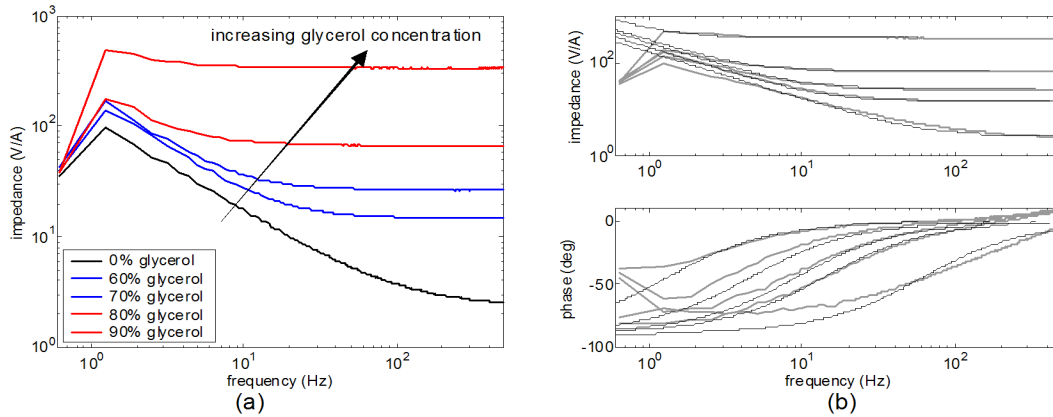 10³
10²
10¹
10⁰
impedance (V/A)
increasing glycerol concentration
0% glycerol
60% glycerol
70% glycerol
80% glycerol
90% glycerol
10⁰ 10¹ 10²
frequency (Hz)
(a)
10²
10⁰
impedance (V/A)
10⁰ 10¹ 10²
0
-50
-100
phase (deg)
10⁰ 10¹ 10²
frequency (Hz)
(b)